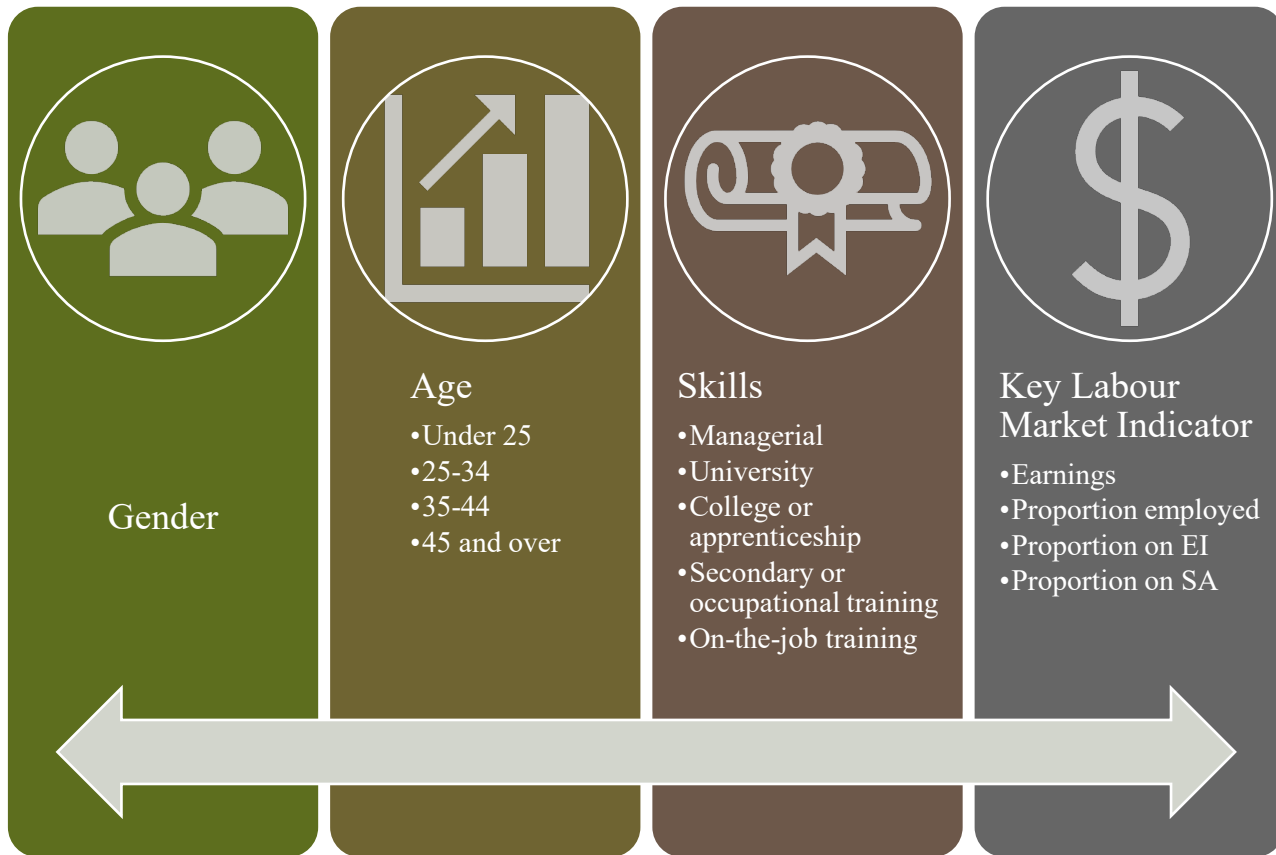 Gender
Age
•Under 25
•25-34
•35-44
•45 and over
Skills
•Managerial
•University
•College or
apprenticeship
•Secondary or
occupational training
•On-the-job training
Key Labour
Market Indicator
•Earnings
•Proportion employed
•Proportion on EI
•Proportion on SA